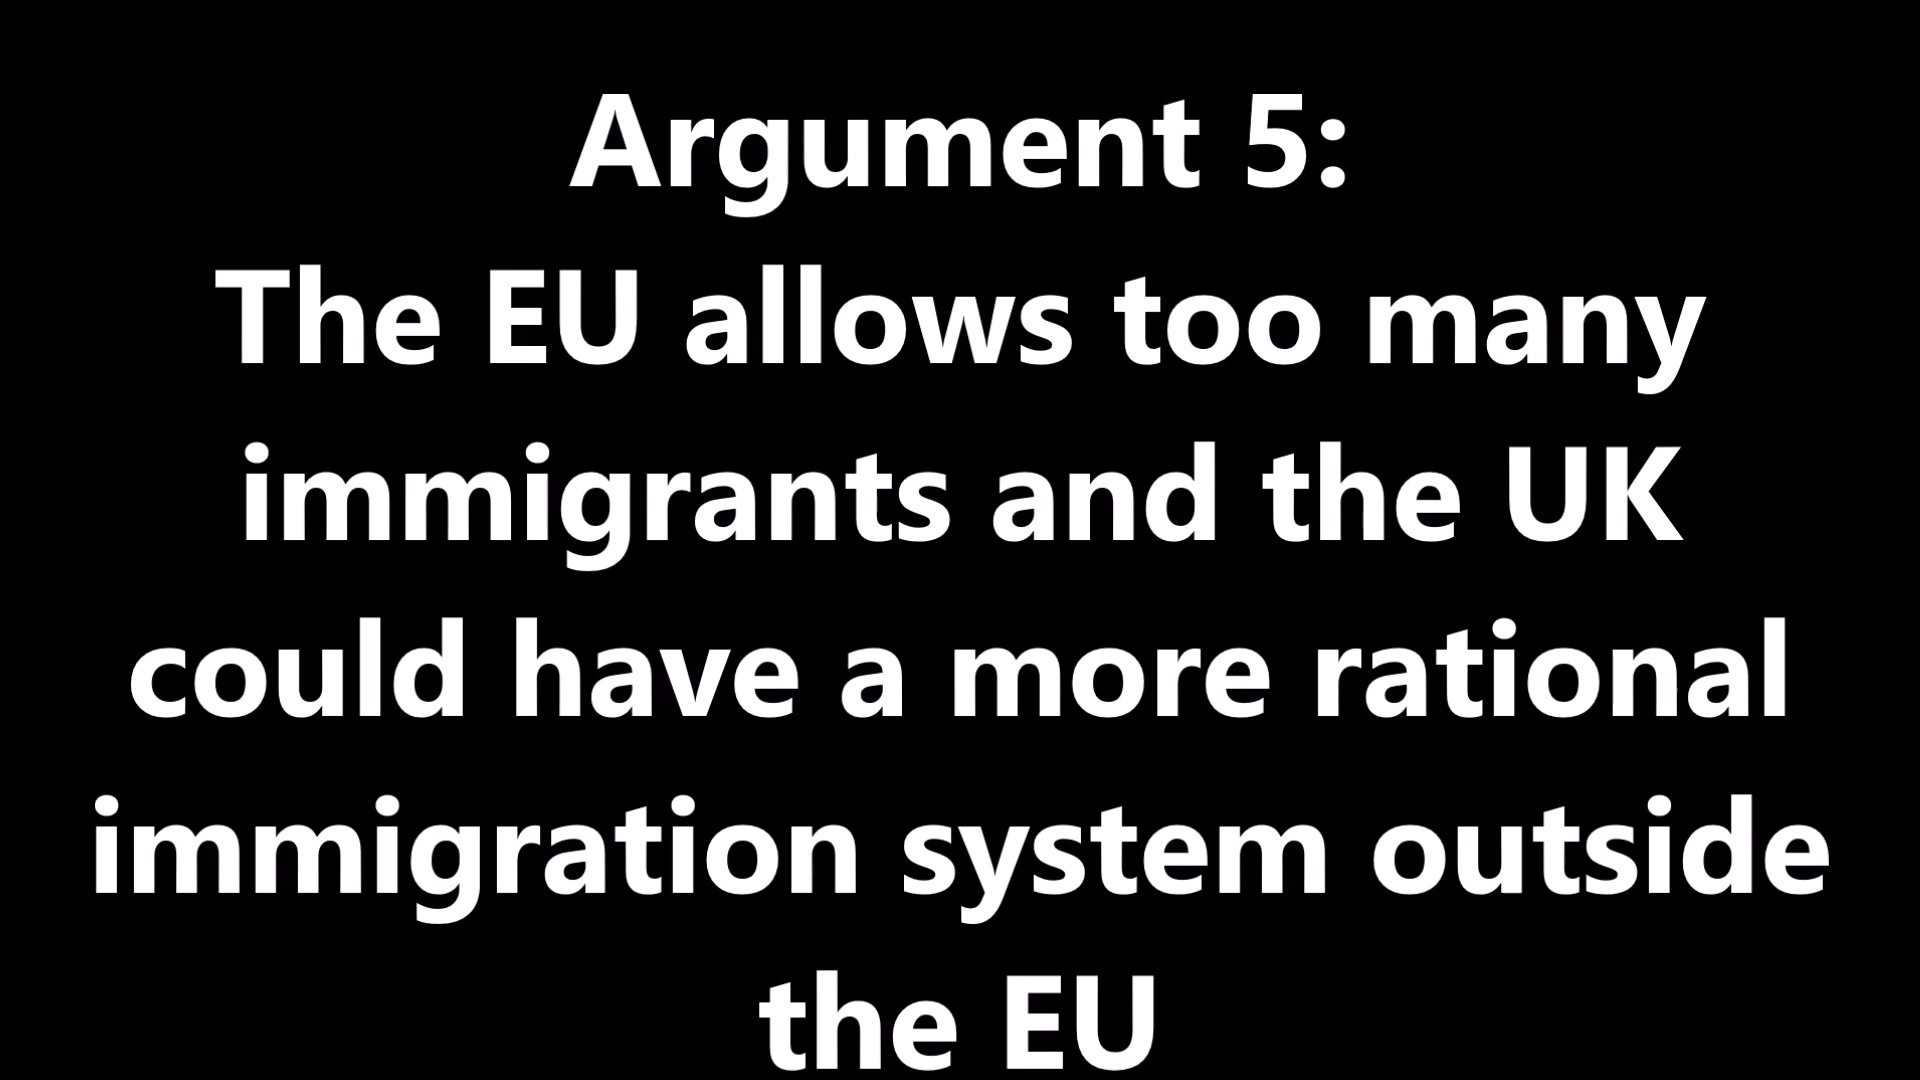 Argument 5:
The EU allows too many
immigrants and the UK
could have a more rational
immigration system outside
the EU